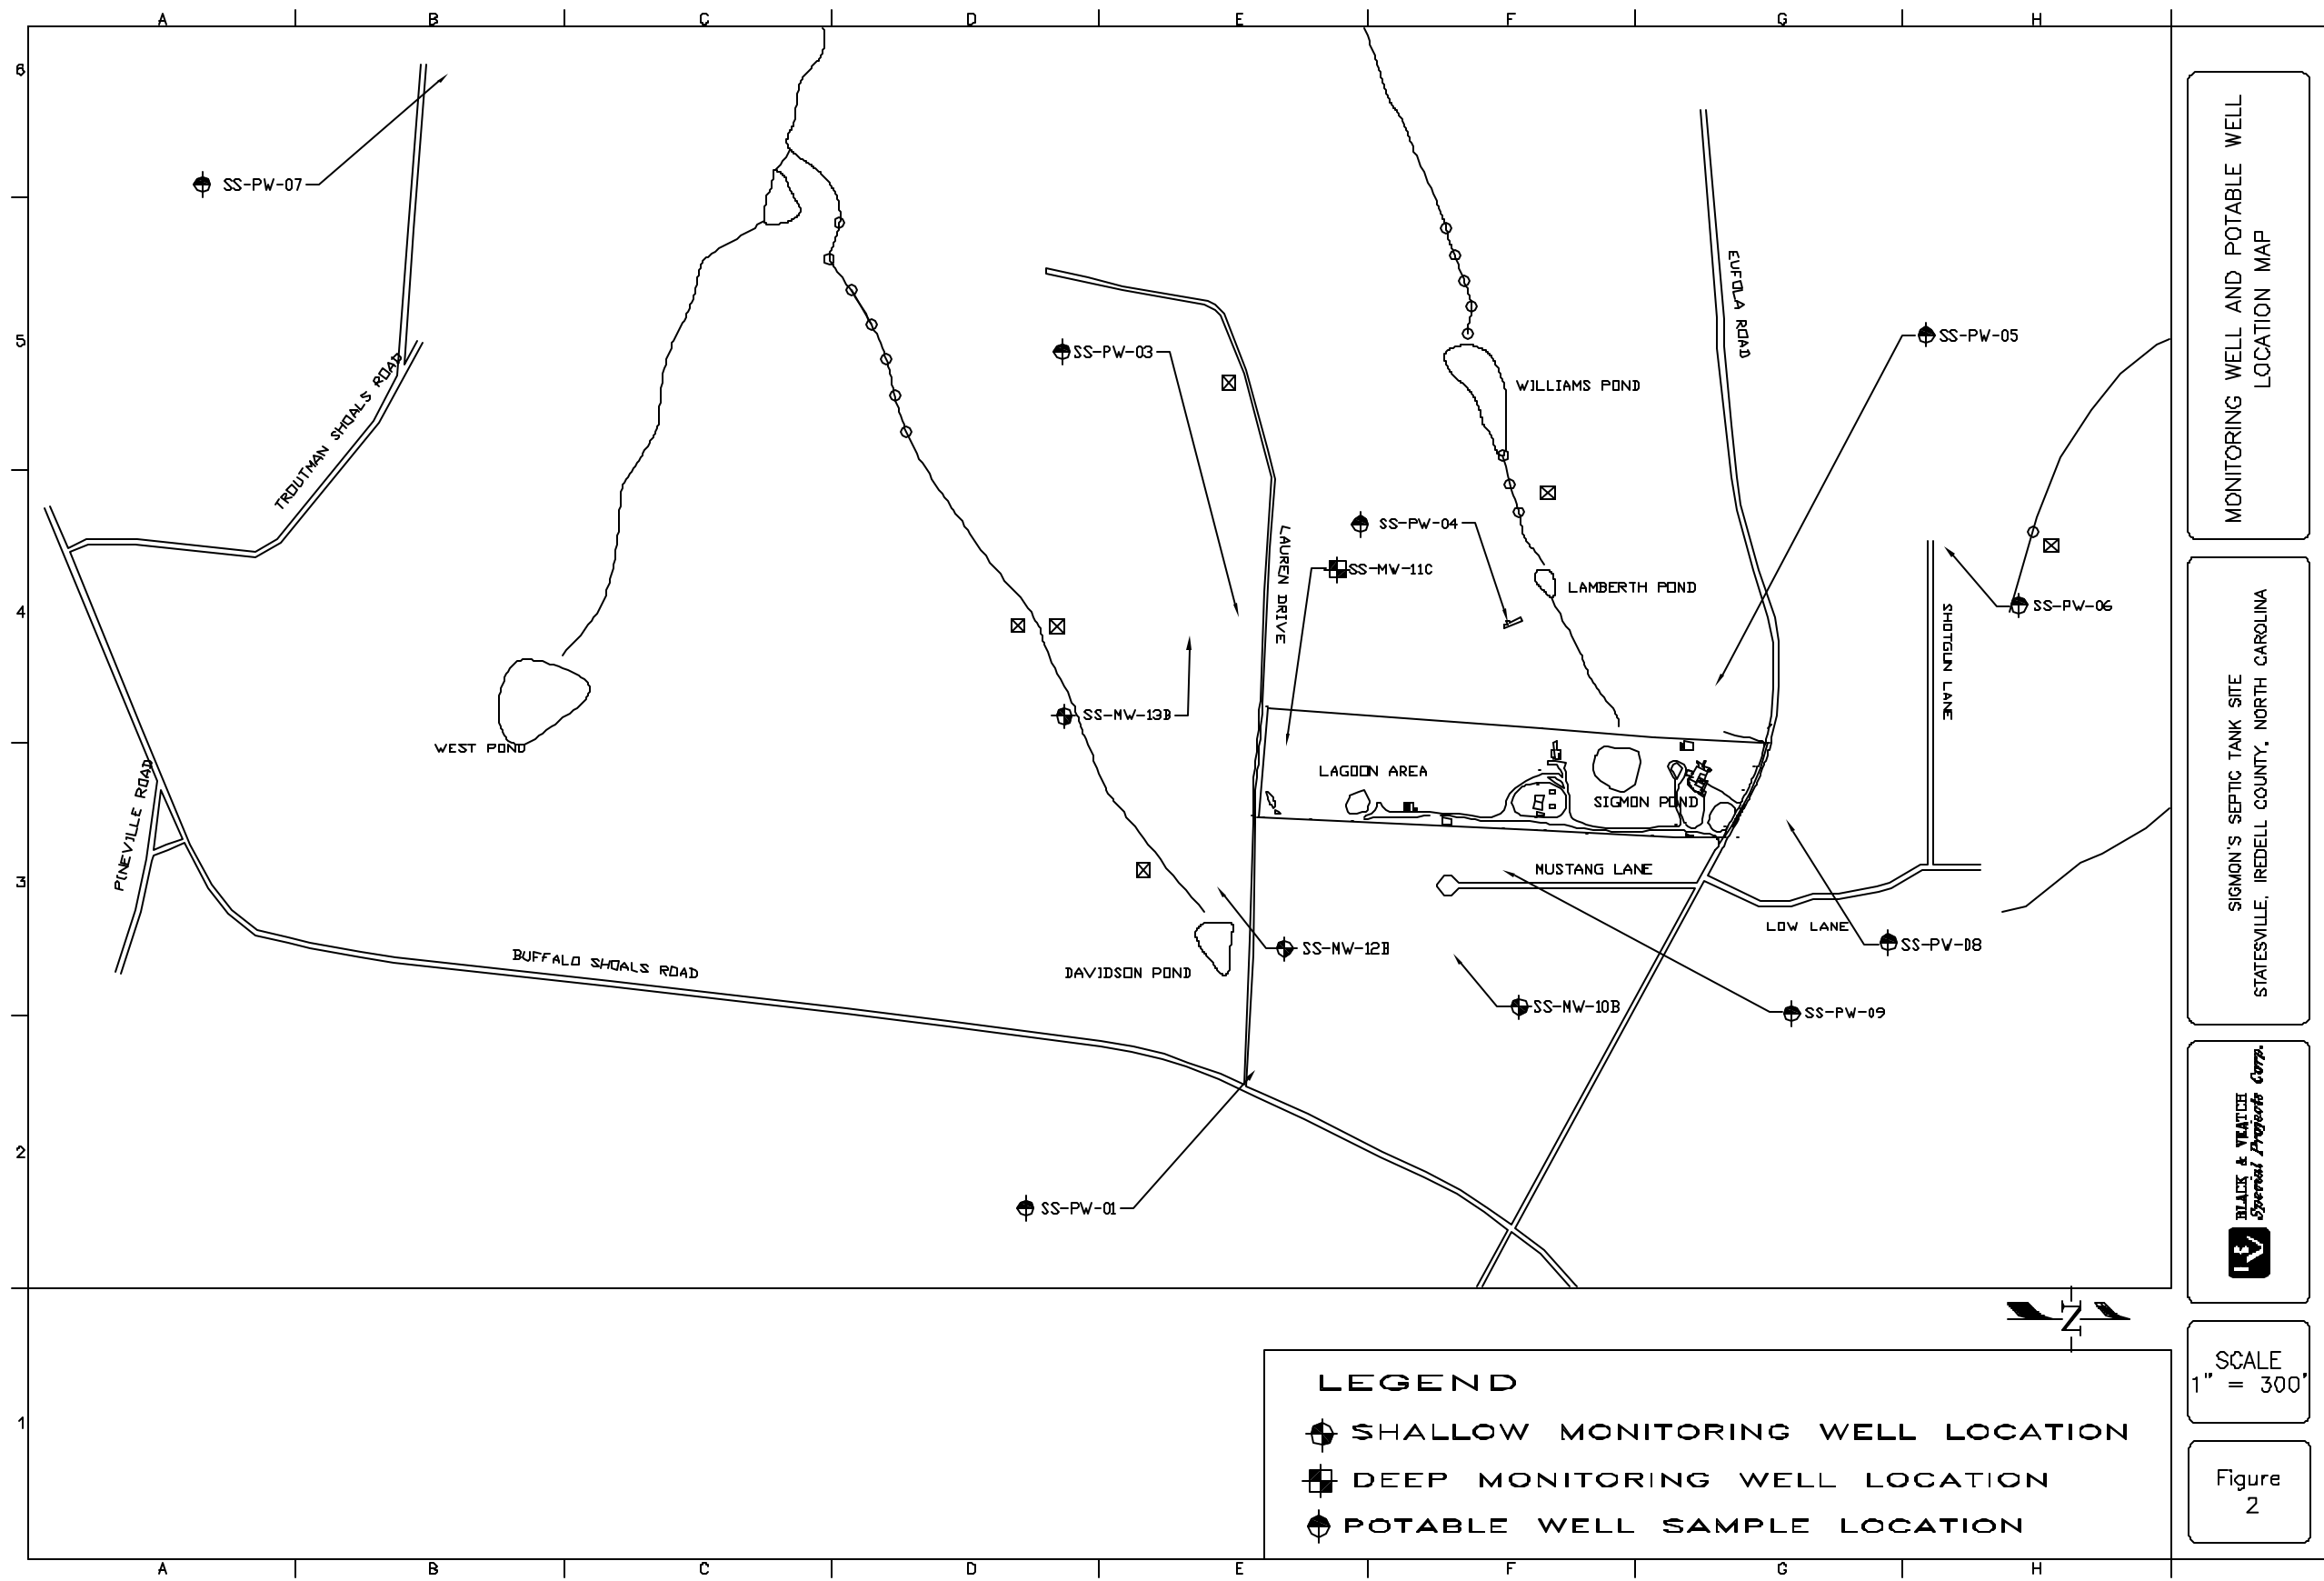 A B C D E F G H
6
5
4
3
2
1
SS-PW-07
SS-PW-03
EUFOLA ROAD
SS-PW-05
WILLIAMS POND
TROUTMAN SHOALS ROAD
SS-PW-04
SS-MW-11C
LAUREN DRIVE
LAMBERTH POND
SHOTGUN LANE
SS-PW-06
SS-MW-13B
WEST POND
LAGOON AREA
SIGMON POND
PINEVILLE ROAD
MUSTANG LANE
LOW LANE
BUFFALO SHOALS ROAD
DAVIDSON POND
SS-MW-12B
SS-PW-08
SS-MW-10B
SS-PW-09
SS-PW-01
N
LEGEND
SHALLOW MONITORING WELL LOCATION
DEEP MONITORING WELL LOCATION
POTABLE WELL SAMPLE LOCATION
A B C D E F G H
MONITORING WELL AND POTABLE WELL
LOCATION MAP
SIGMON'S SEPTIC TANK SITE
STATESVILLE, IREDELL COUNTY, NORTH CAROLINA
BLACK & VEATCH
Special Projects Corp.
SCALE
1" = 300'
Figure
2